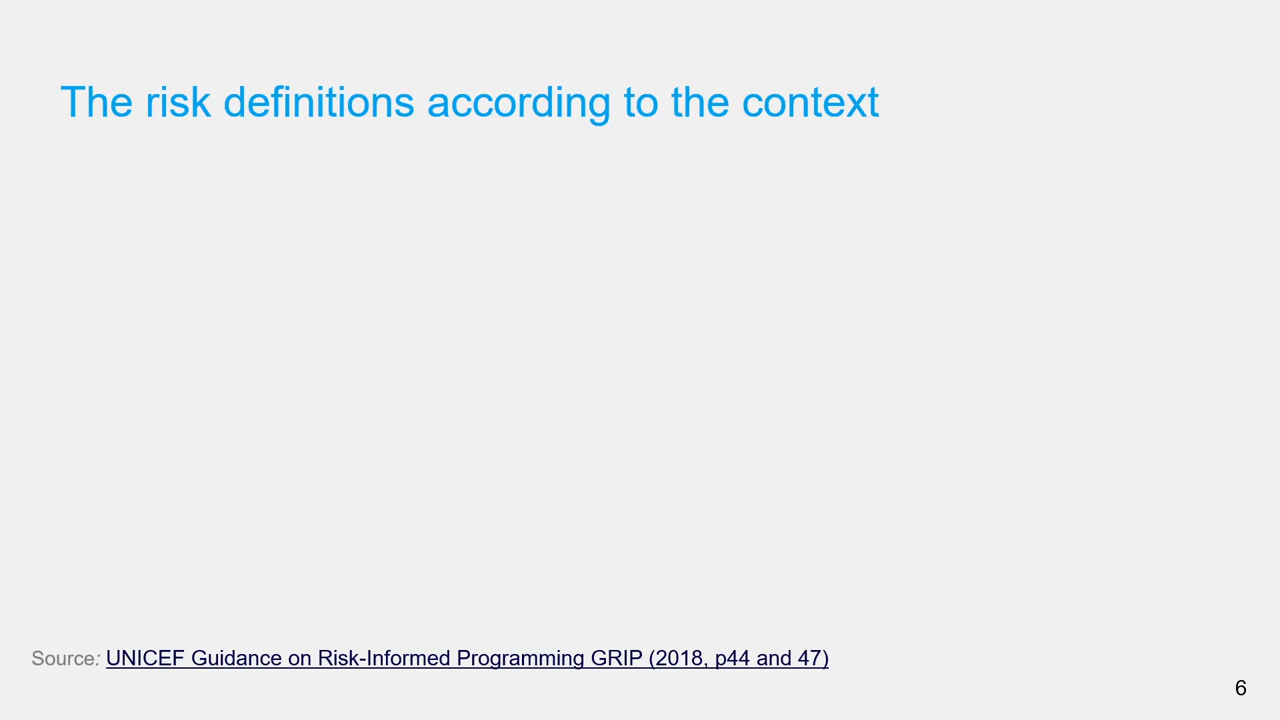 The risk definitions according to the context
Source: UNICEF Guidance on Risk-Informed Programming GRIP (2018, p44 and 47)
6